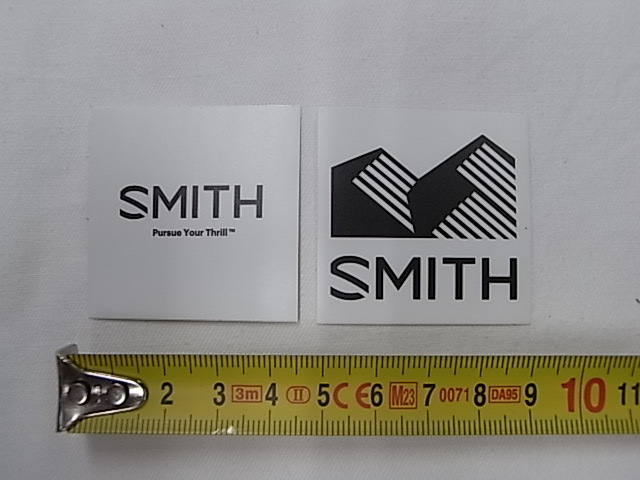 SMITH
Pursue Your Thrill™
SMITH
2 3 3m 4 II 5 CE 6 M23 7 0071 8 DA95 9 10 11